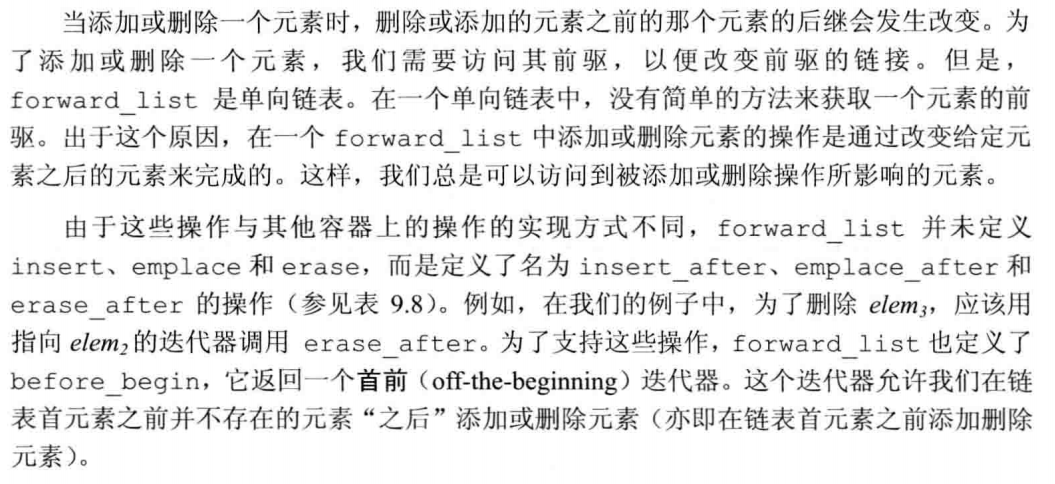 当添加或删除一个元素时，删除或添加的元素之前的那个元素的后继会发生改变。为
了添加或删除一个元素，我们需要访问其前驱，以便改变前驱的链接。但是，
forward_list 是单向链表。在一个单向链表中，没有简单的方法来获取一个元素的前
驱。出于这个原因，在一个 forward_list 中添加或删除元素的操作是通过改变给定元
素之后的元素来完成的。这样，我们总是可以访问到被添加或删除操作所影响的元素。
由于这些操作与其他容器上的操作的实现方式不同，forward_list 并未定义
insert、emplace 和 erase，而是定义了名为 insert_after、emplace_after 和
erase_after 的操作（参见表 9.8）。例如，在我们的例子中，为了删除 elem₃，应该用
指向 elem₂的迭代器调用 erase_after。为了支持这些操作，forward_list 也定义了
before_begin，它返回一个首前（off-the-beginning）迭代器。这个迭代器允许我们在链
表首元素之前并不存在的元素“之后”添加或删除元素（亦即在链表首元素之前添加删除
元素）。